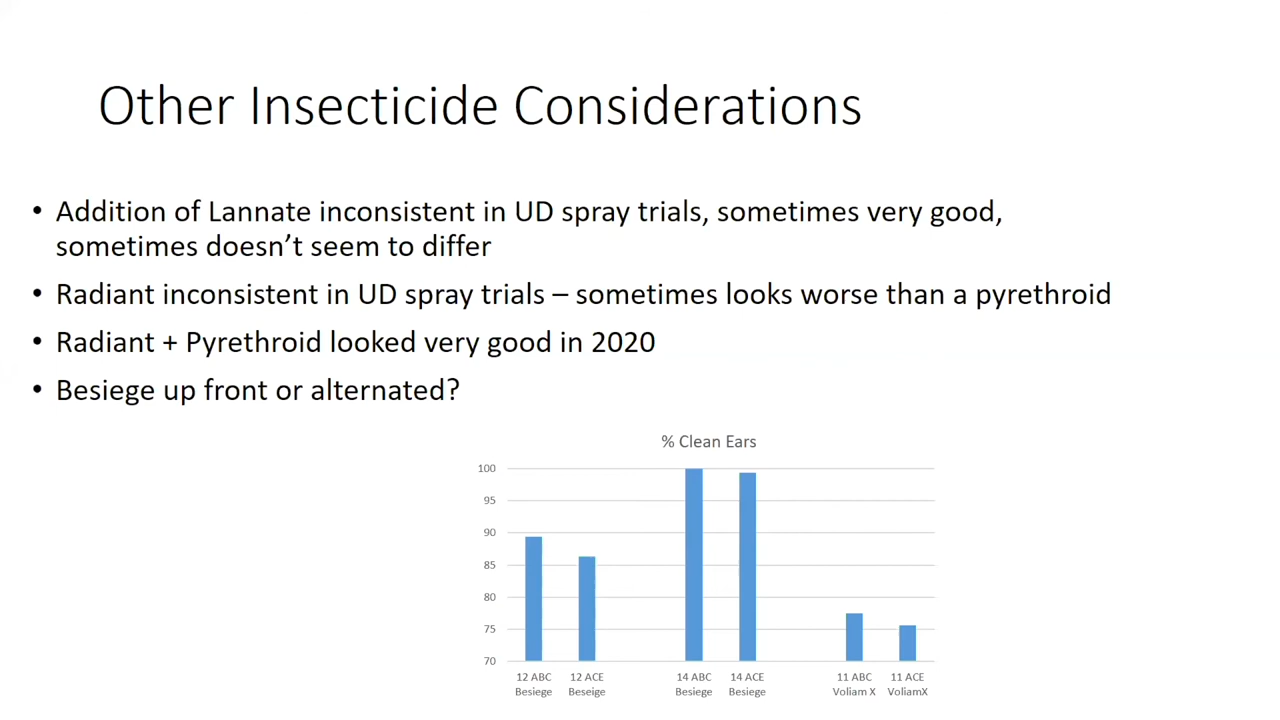 Other Insecticide Considerations
• Addition of Lannate inconsistent in UD spray trials, sometimes very good,
sometimes doesn't seem to differ
• Radiant inconsistent in UD spray trials – sometimes looks worse than a pyrethroid
• Radiant + Pyrethroid looked very good in 2020
• Besiege up front or alternated?
% Clean Ears
100
95
90
85
80
75
70
12 ABC 12 ACE 14 ABC 14 ACE 11 ABC 11 ACE
Besiege Beseige Besiege Besiege Voliam X VoliamX